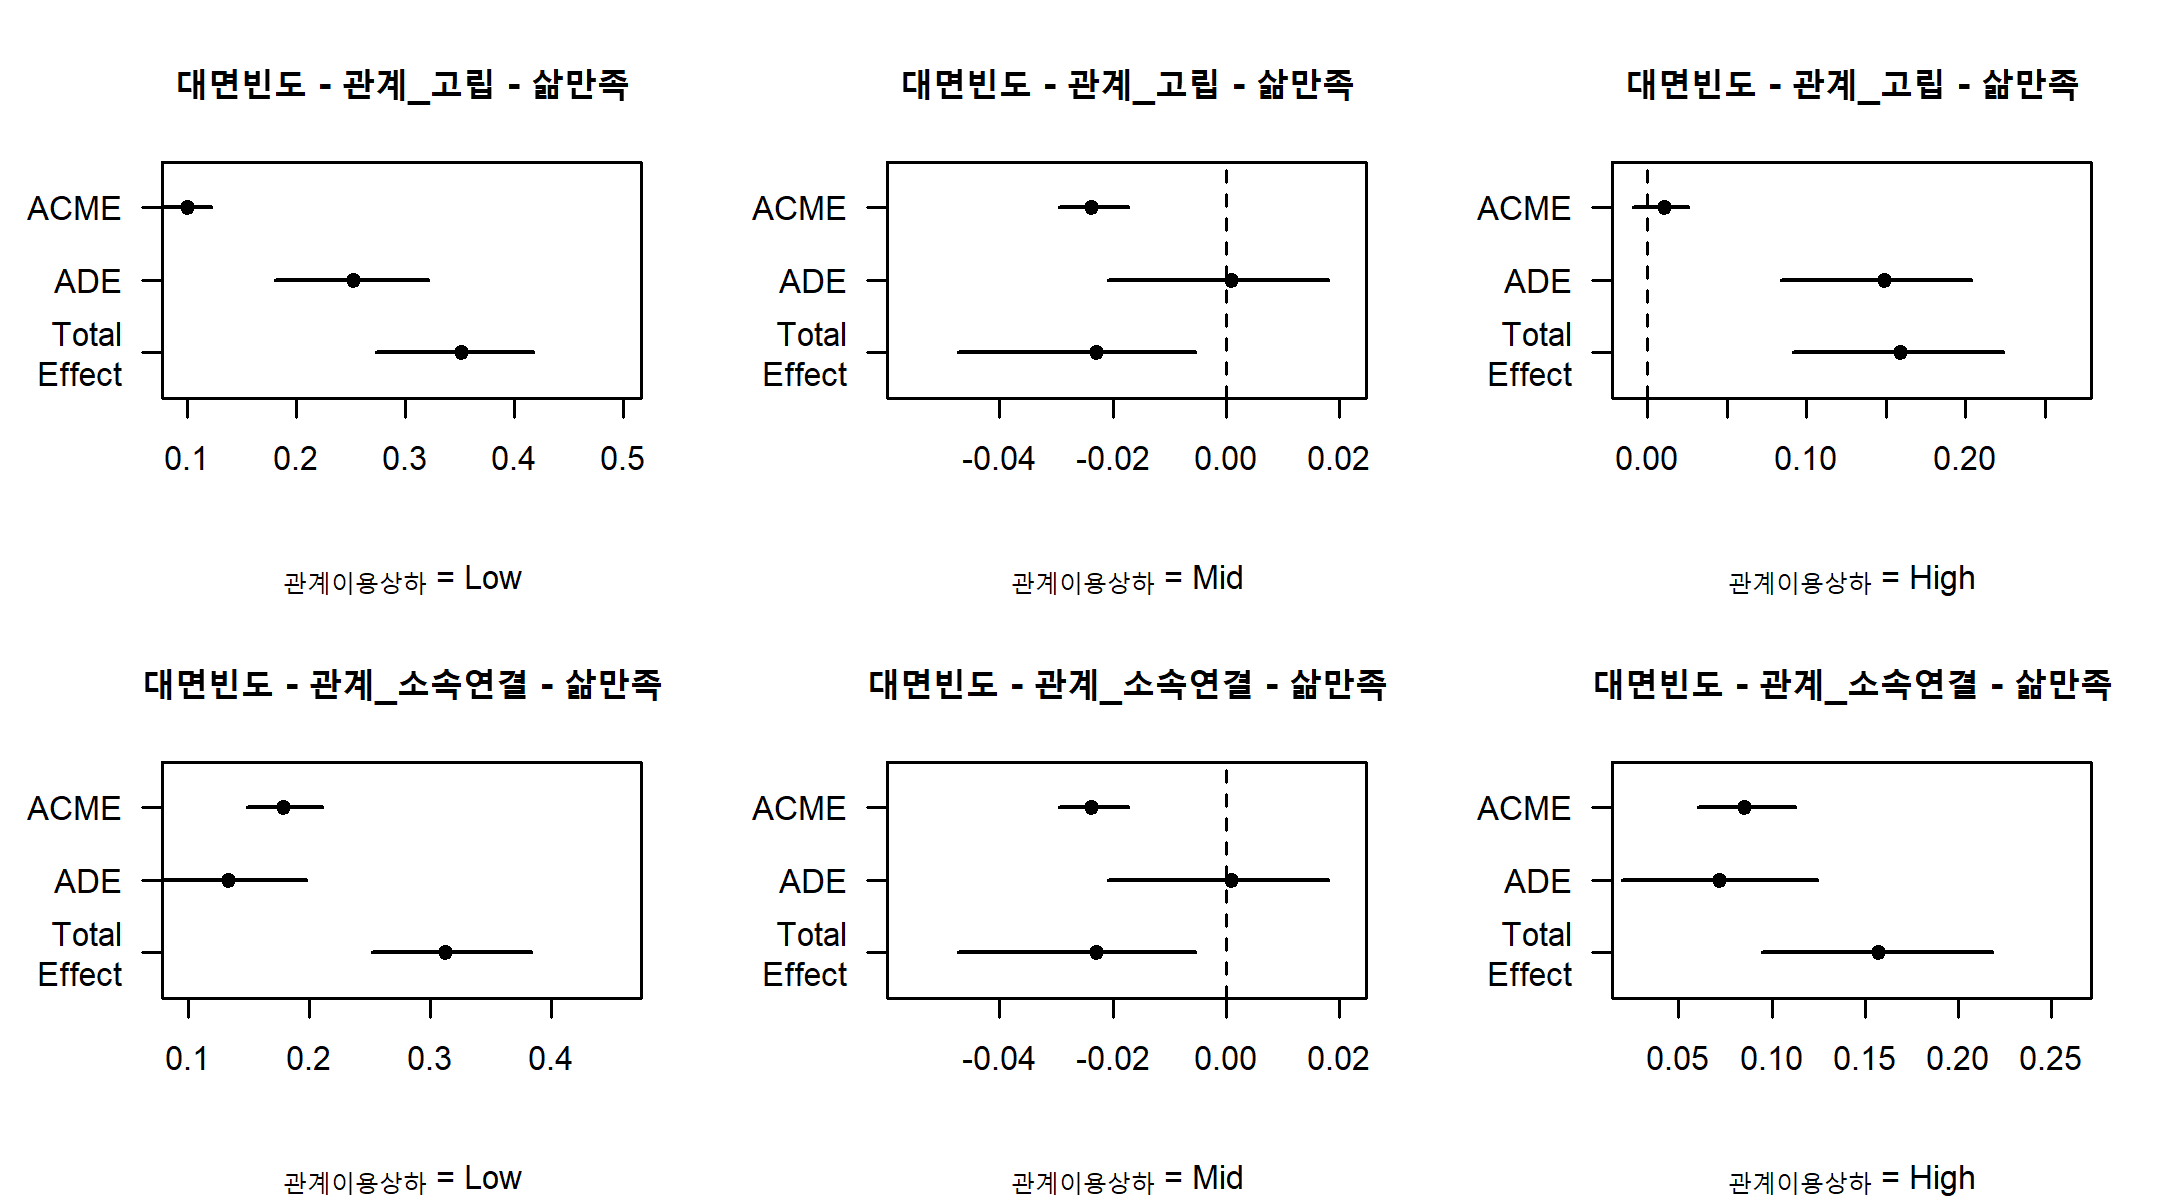 대면빈도 - 관계_고립 - 삶만족
ACME
ADE
Total
Effect
0.1 0.2 0.3 0.4 0.5
관계이용상하 = Low
대면빈도 - 관계_고립 - 삶만족
ACME
ADE
Total
Effect
-0.04 -0.02 0.00 0.02
관계이용상하 = Mid
대면빈도 - 관계_고립 - 삶만족
ACME
ADE
Total
Effect
0.00 0.10 0.20
관계이용상하 = High
대면빈도 - 관계_소속연결 - 삶만족
ACME
ADE
Total
Effect
0.1 0.2 0.3 0.4
관계이용상하 = Low
대면빈도 - 관계_소속연결 - 삶만족
ACME
ADE
Total
Effect
-0.04 -0.02 0.00 0.02
관계이용상하 = Mid
대면빈도 - 관계_소속연결 - 삶만족
ACME
ADE
Total
Effect
0.05 0.10 0.15 0.20 0.25
관계이용상하 = High